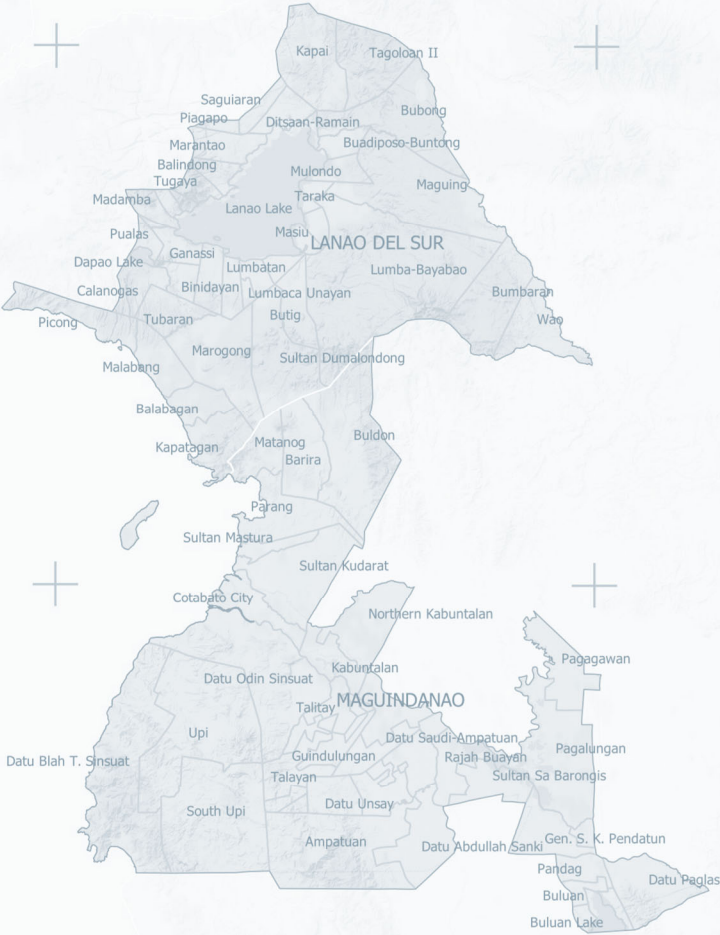 Kapai
Tagoloan II
Saguiaran
Bubong
Piagapo
Ditsaan-Ramain
Marantao
Buadiposo-Buntong
Balindong
Mulondo
Tugaya
Maguing
Madamba
Taraka
Lanao Lake
Pualas
Masiu
LANAO DEL SUR
Ganassi
Dapao Lake
Lumbatan
Lumba-Bayabao
Calanogas
Binidayan
Lumbaca Unayan
Bumbaran
Picong
Tubaran
Butig
Wao
Marogong
Sultan Dumalondong
Malabang
Balabagan
Kapatagan
Matanog
Buldon
Barira
Parang
Sultan Mastura
Sultan Kudarat
Cotabato City
Northern Kabuntalan
Kabuntalan
Pagagawan
Datu Odin Sinsuat
MAGUINDANAO
Talitay
Upi
Datu Saudi-Ampatuan
Pagalungan
Datu Blah T. Sinsuat
Guindulungan
Rajah Buayan
Talayan
Sultan Sa Barongis
South Upi
Datu Unsay
Ampatuan
Datu Abdullah Sanki
Gen. S. K. Pendatun
Pandag
Datu Paglas
Buluan
Buluan Lake